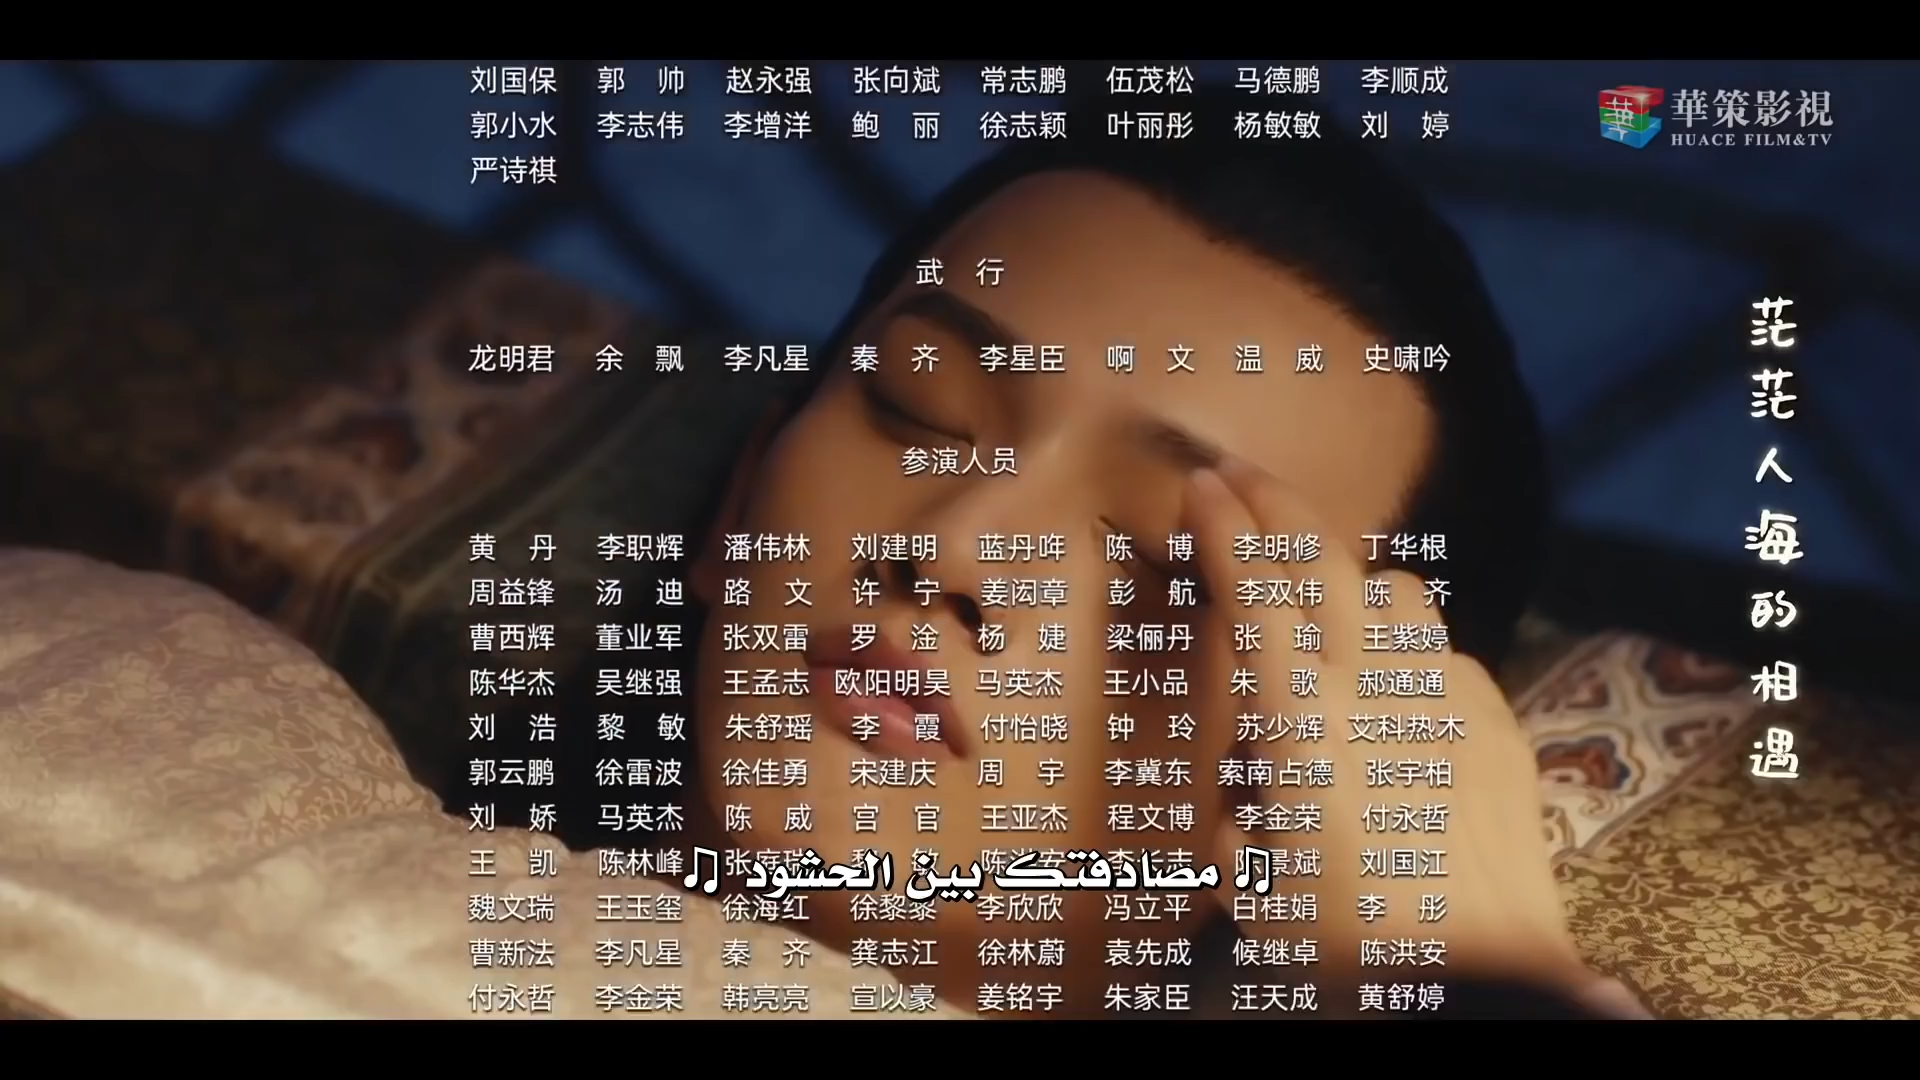 刘国保 郭 帅 赵永强 张向斌 常志鹏 伍茂松 马德鹏 李顺成
郭小水 李志伟 李增洋 鲍 丽 徐志颖 叶丽彤 杨敏敏 刘 婷
严诗祺
華策影視
HUACE FILM&TV
武 行
龙明君 余 飘 李凡星 秦 齐 李星臣 啊 文 温 威 史啸吟
参演人员
黄 丹 李职辉 潘伟林 刘建明 蓝丹哞 陈 博 李明修 丁华根
周益锋 汤 迪 路 文 许 宁 姜闳章 彭 航 李双伟 陈 齐
曹西辉 董业军 张双雷 罗 淦 杨 婕 梁俪丹 张 瑜 王紫婷
陈华杰 吴继强 王孟志 欧阳明昊 马英杰 王小品 朱 歌 郝通通
刘 浩 黎 敏 朱舒瑶 李 霞 付怡晓 钟 玲 苏少辉 艾科热木
郭云鹏 徐雷波 徐佳勇 宋建庆 周 宇 李冀东 索南占德 张宇柏
刘 娇 马英杰 陈 威 宫 官 王亚杰 程文博 李金荣 付永哲
王 凯 陈林峰 刘国江
♫ مصادفتك بين الحشود ♫
魏文瑞 王玉玺 徐海红 徐黎黎 李欣欣 冯立平 白桂娟 李 彤
曹新法 李凡星 秦 齐 龚志江 徐林蔚 袁先成 候继卓 陈洪安
付永哲 李金荣 韩亮亮 宣以豪 姜铭宇 朱家臣 汪天成 黄舒婷
茫茫人海的相遇